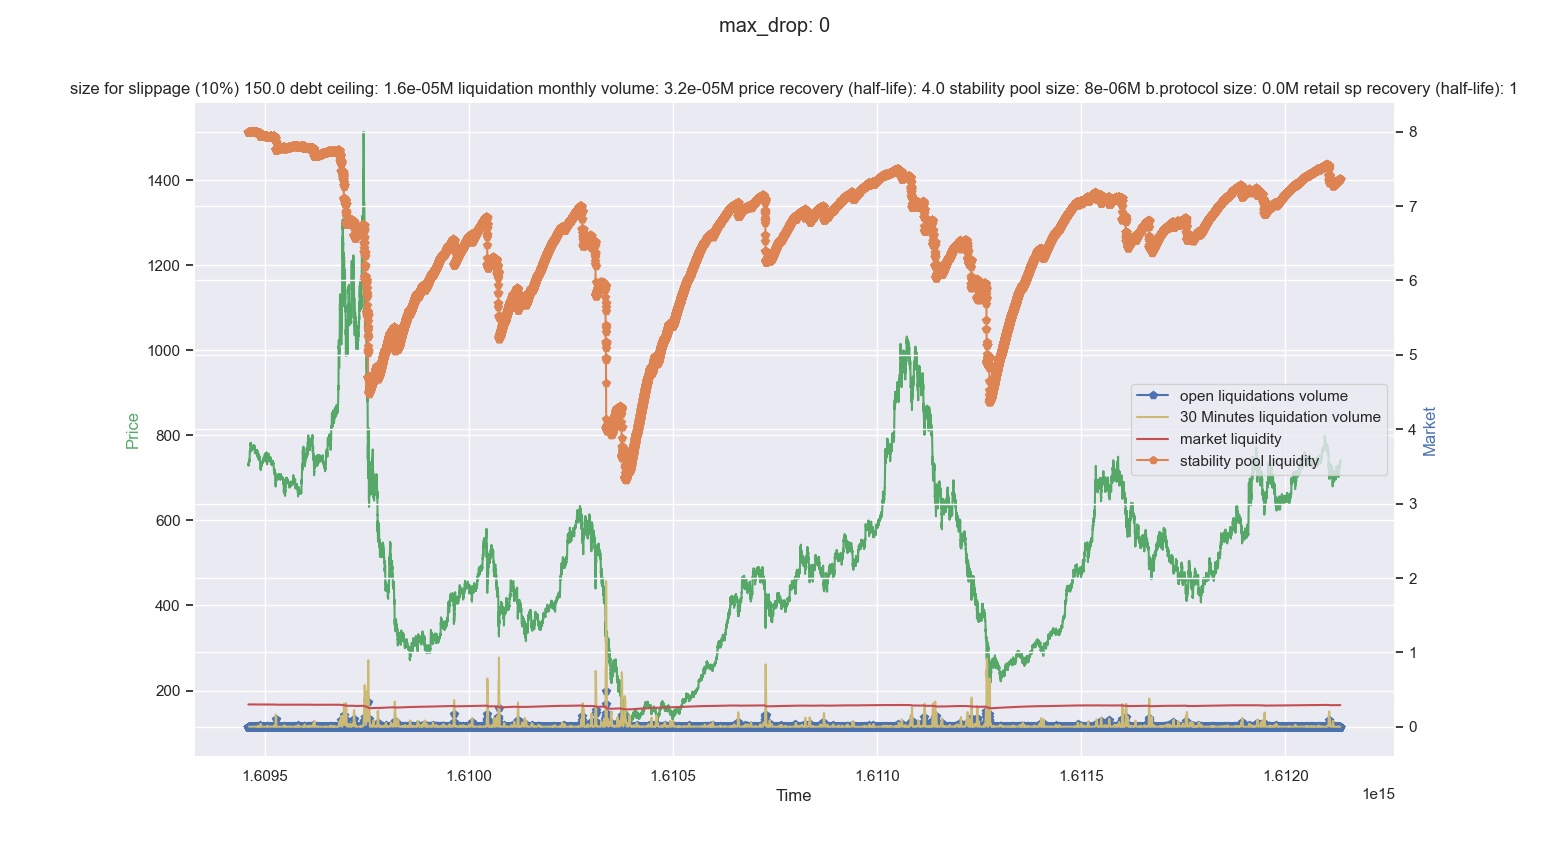 max_drop: 0
size for slippage (10%) 150.0 debt ceiling: 1.6e-05M liquidation monthly volume: 3.2e-05M price recovery (half-life): 4.0 stability pool size: 8e-06M b.protocol size: 0.0M retail sp recovery (half-life): 1
1400
1200
1000
800
600
400
200
Price
8
7
6
5
4
3
2
1
0
Market
open liquidations volume
30 Minutes liquidation volume
market liquidity
stability pool liquidity
1.6095
1.6100
1.6105
1.6110
1.6115
1.6120
Time
1e15